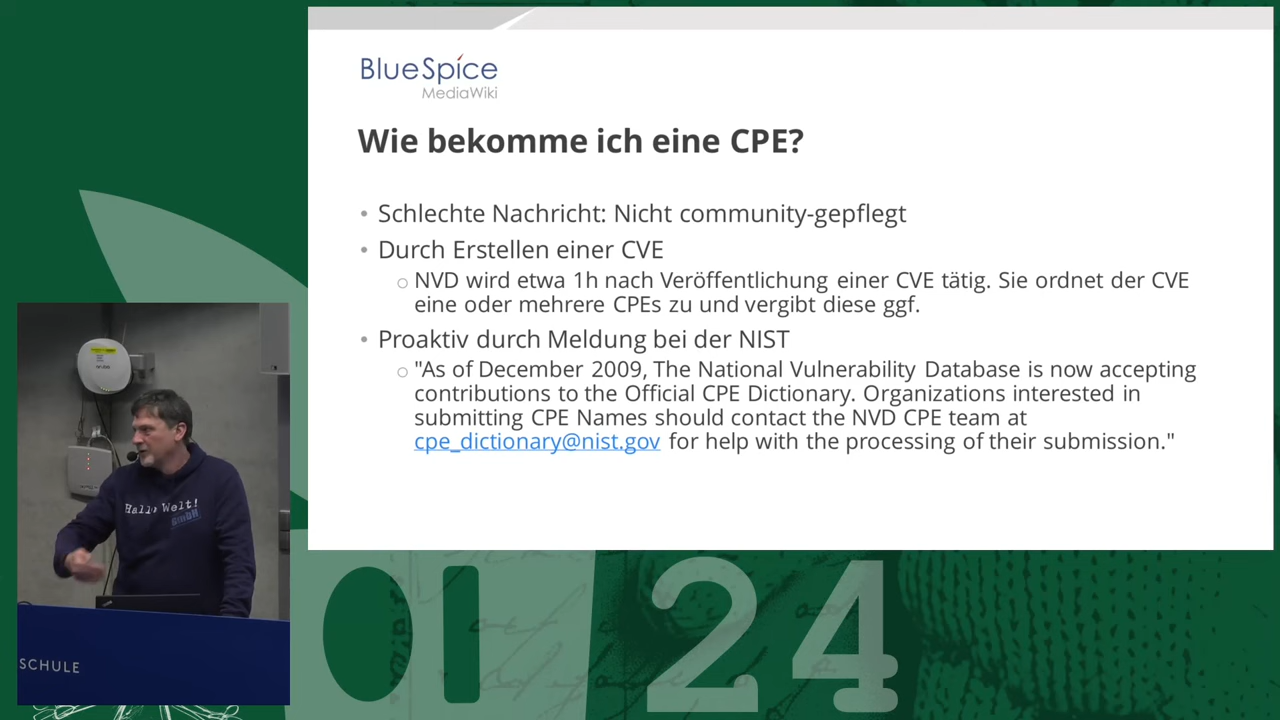 BlueSpice
MediaWiki
Wie bekomme ich eine CPE?
• Schlechte Nachricht: Nicht community-gepflegt
• Durch Erstellen einer CVE
○ NVD wird etwa 1h nach Veröffentlichung einer CVE tätig. Sie ordnet der CVE
eine oder mehrere CPEs zu und vergibt diese ggf.
• Proaktiv durch Meldung bei der NIST
○ "As of December 2009, The National Vulnerability Database is now accepting
contributions to the Official CPE Dictionary. Organizations interested in
submitting CPE Names should contact the NVD CPE team at
cpe_dictionary@nist.gov for help with the processing of their submission."
Hallo Welt!
GmbH
SCHULE
24